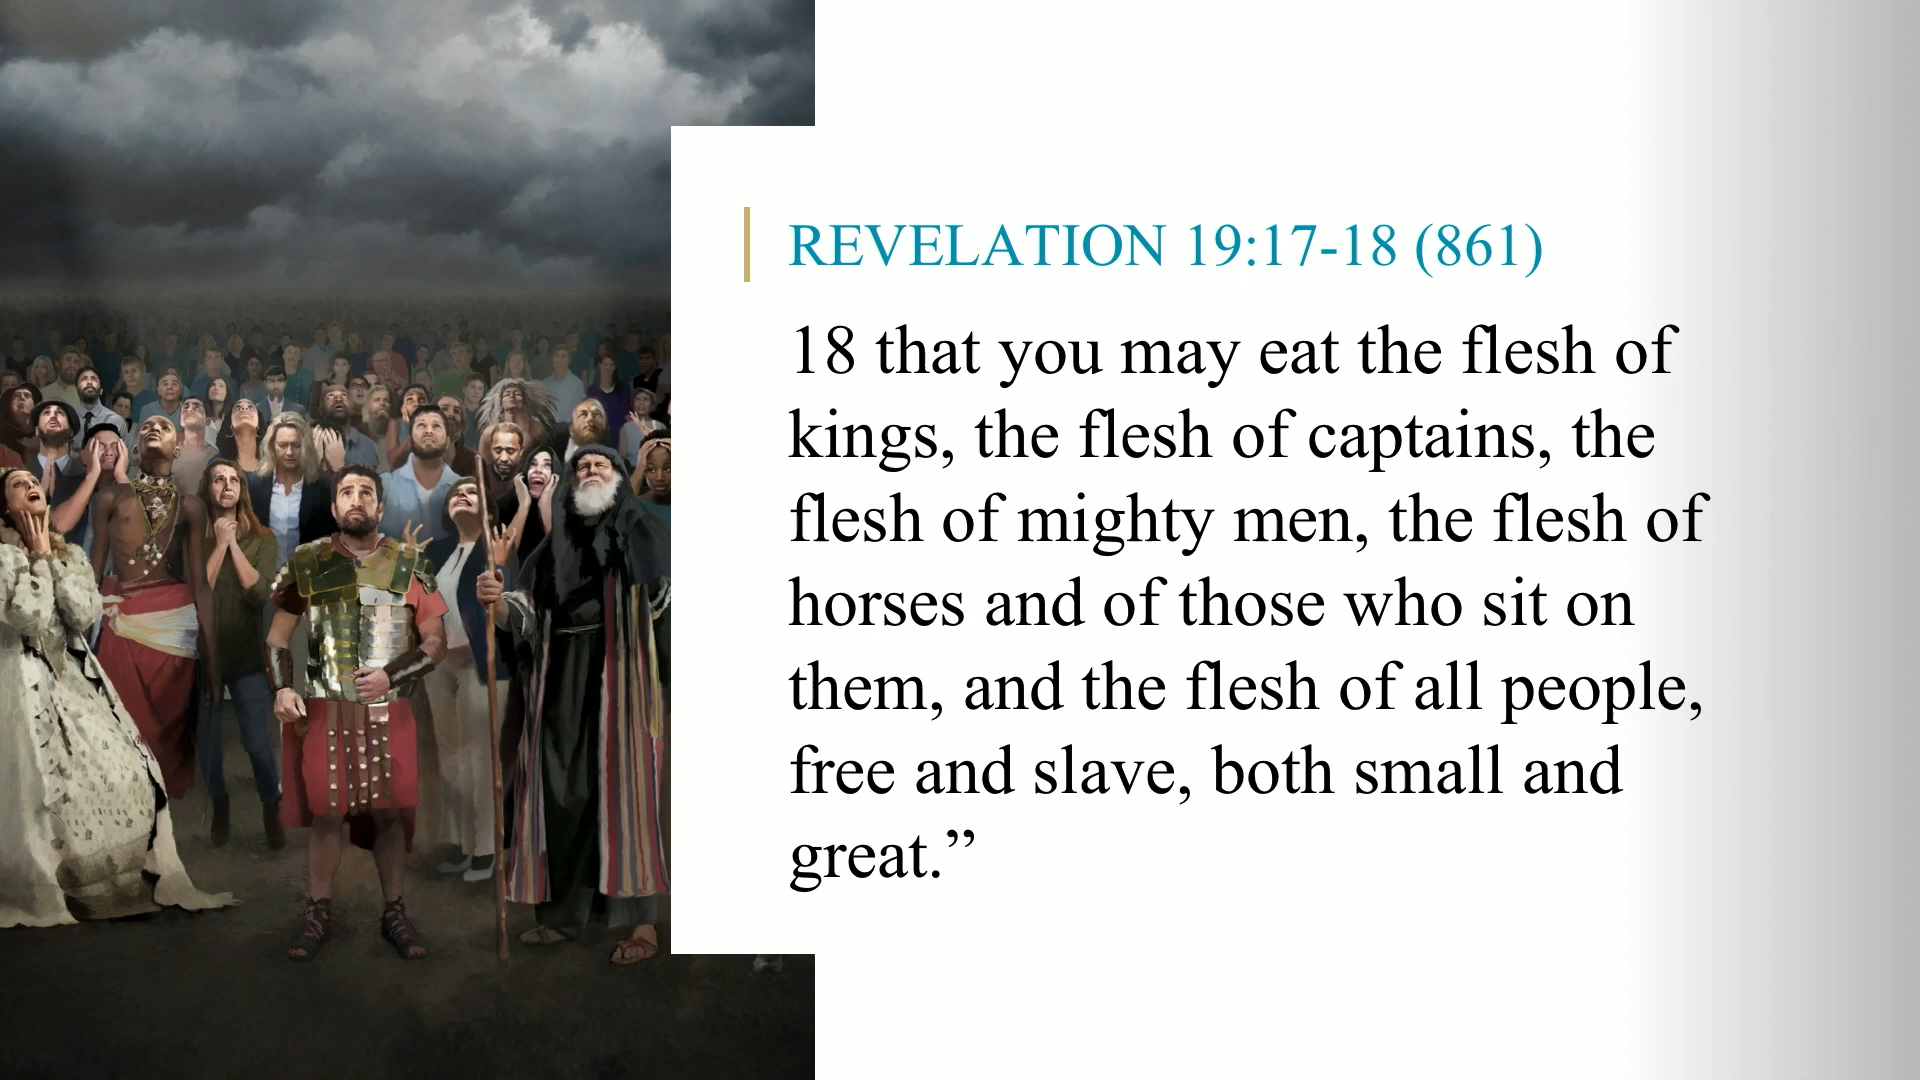 REVELATION 19:17-18 (861)
18 that you may eat the flesh of
kings, the flesh of captains, the
flesh of mighty men, the flesh of
horses and of those who sit on
them, and the flesh of all people,
free and slave, both small and
great.”